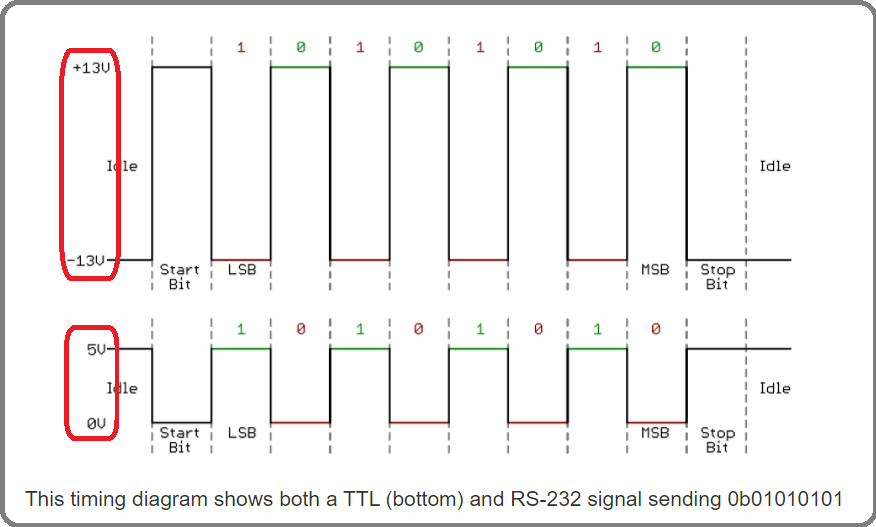 1 0 1 0 1 0 1 0
+13V
Idle Idle
-13V
Start LSB MSB Stop
Bit Bit
1 0 1 0 1 0 1 0
5V
Idle Idle
0V
Start LSB MSB Stop
Bit Bit
This timing diagram shows both a TTL (bottom) and RS-232 signal sending 0b01010101